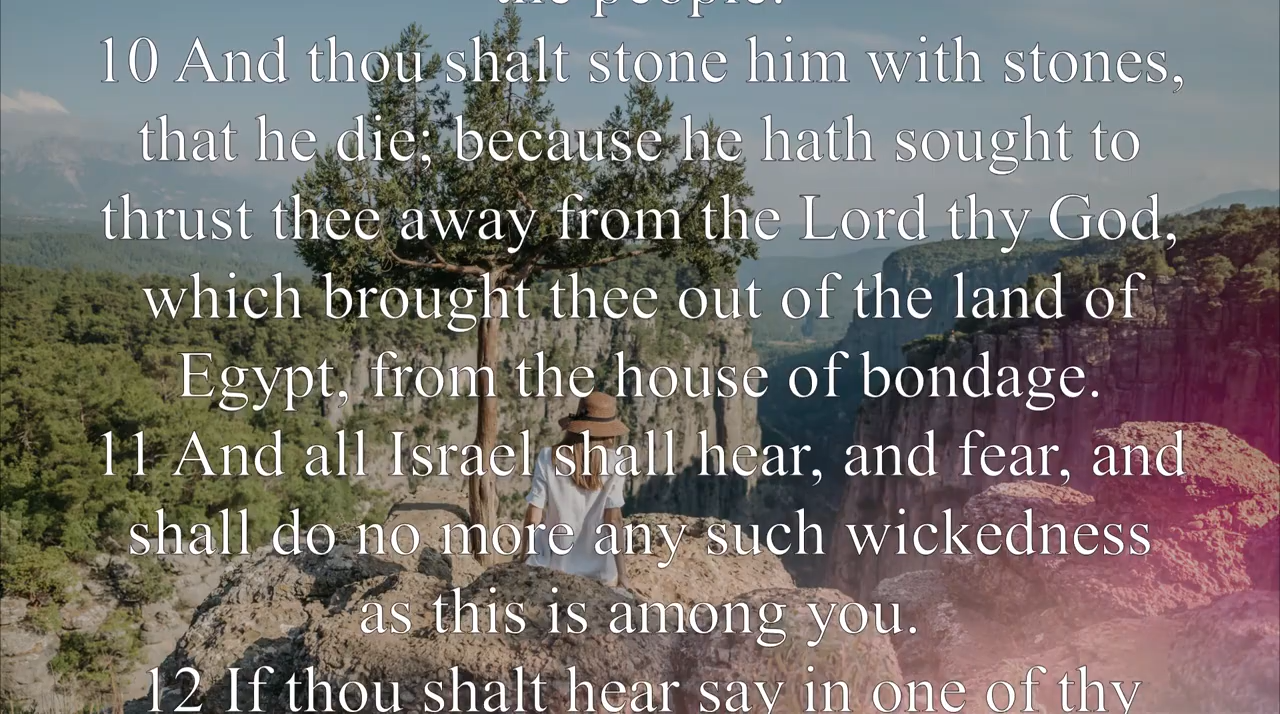 the people.
10 And thou shalt stone him with stones,
that he die; because he hath sought to
thrust thee away from the Lord thy God,
which brought thee out of the land of
Egypt, from the house of bondage.
11 And all Israel shall hear, and fear, and
shall do no more any such wickedness
as this is among you.
12 If thou shalt hear say in one of thy